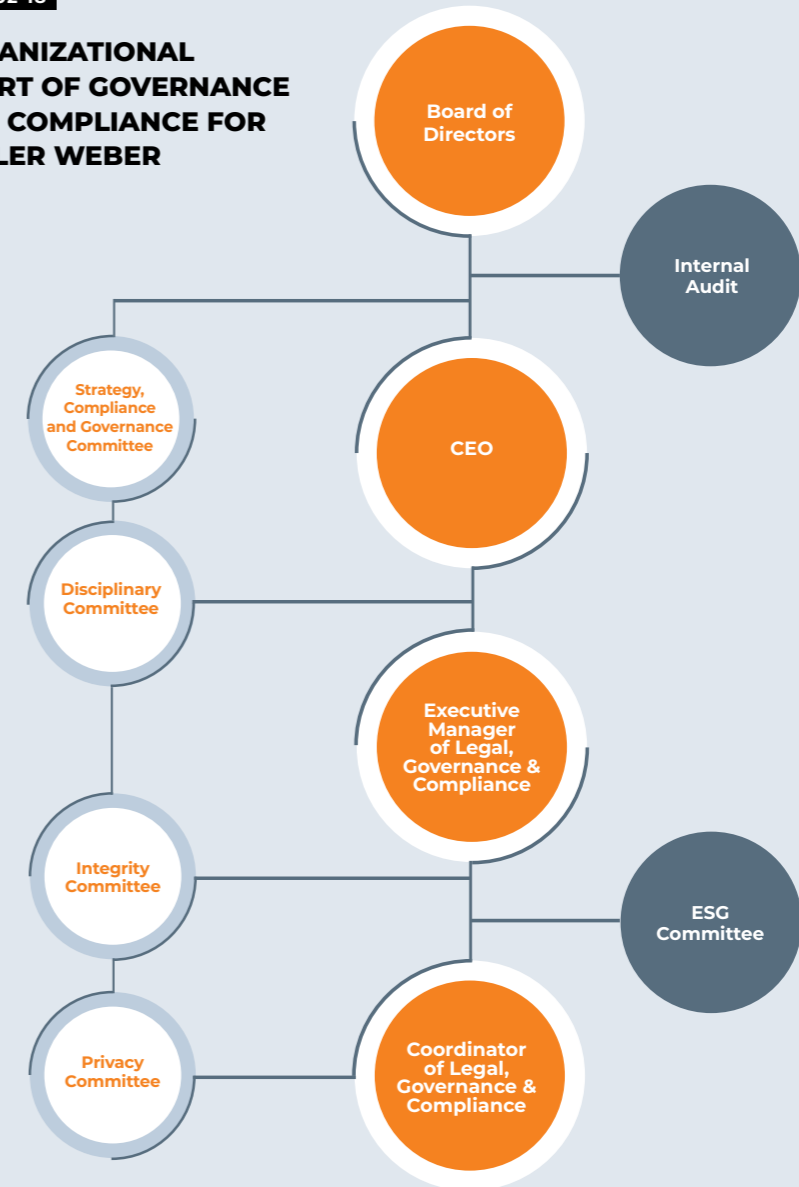 ANIZATIONAL
RT OF GOVERNANCE
COMPLIANCE FOR
LER WEBER
Board of
Directors
Internal
Audit
Strategy,
Compliance
and Governance
Committee
CEO
Disciplinary
Committee
Executive
Manager
of Legal,
Governance &
Compliance
Integrity
Committee
ESG
Committee
Privacy
Committee
Coordinator
of Legal,
Governance &
Compliance